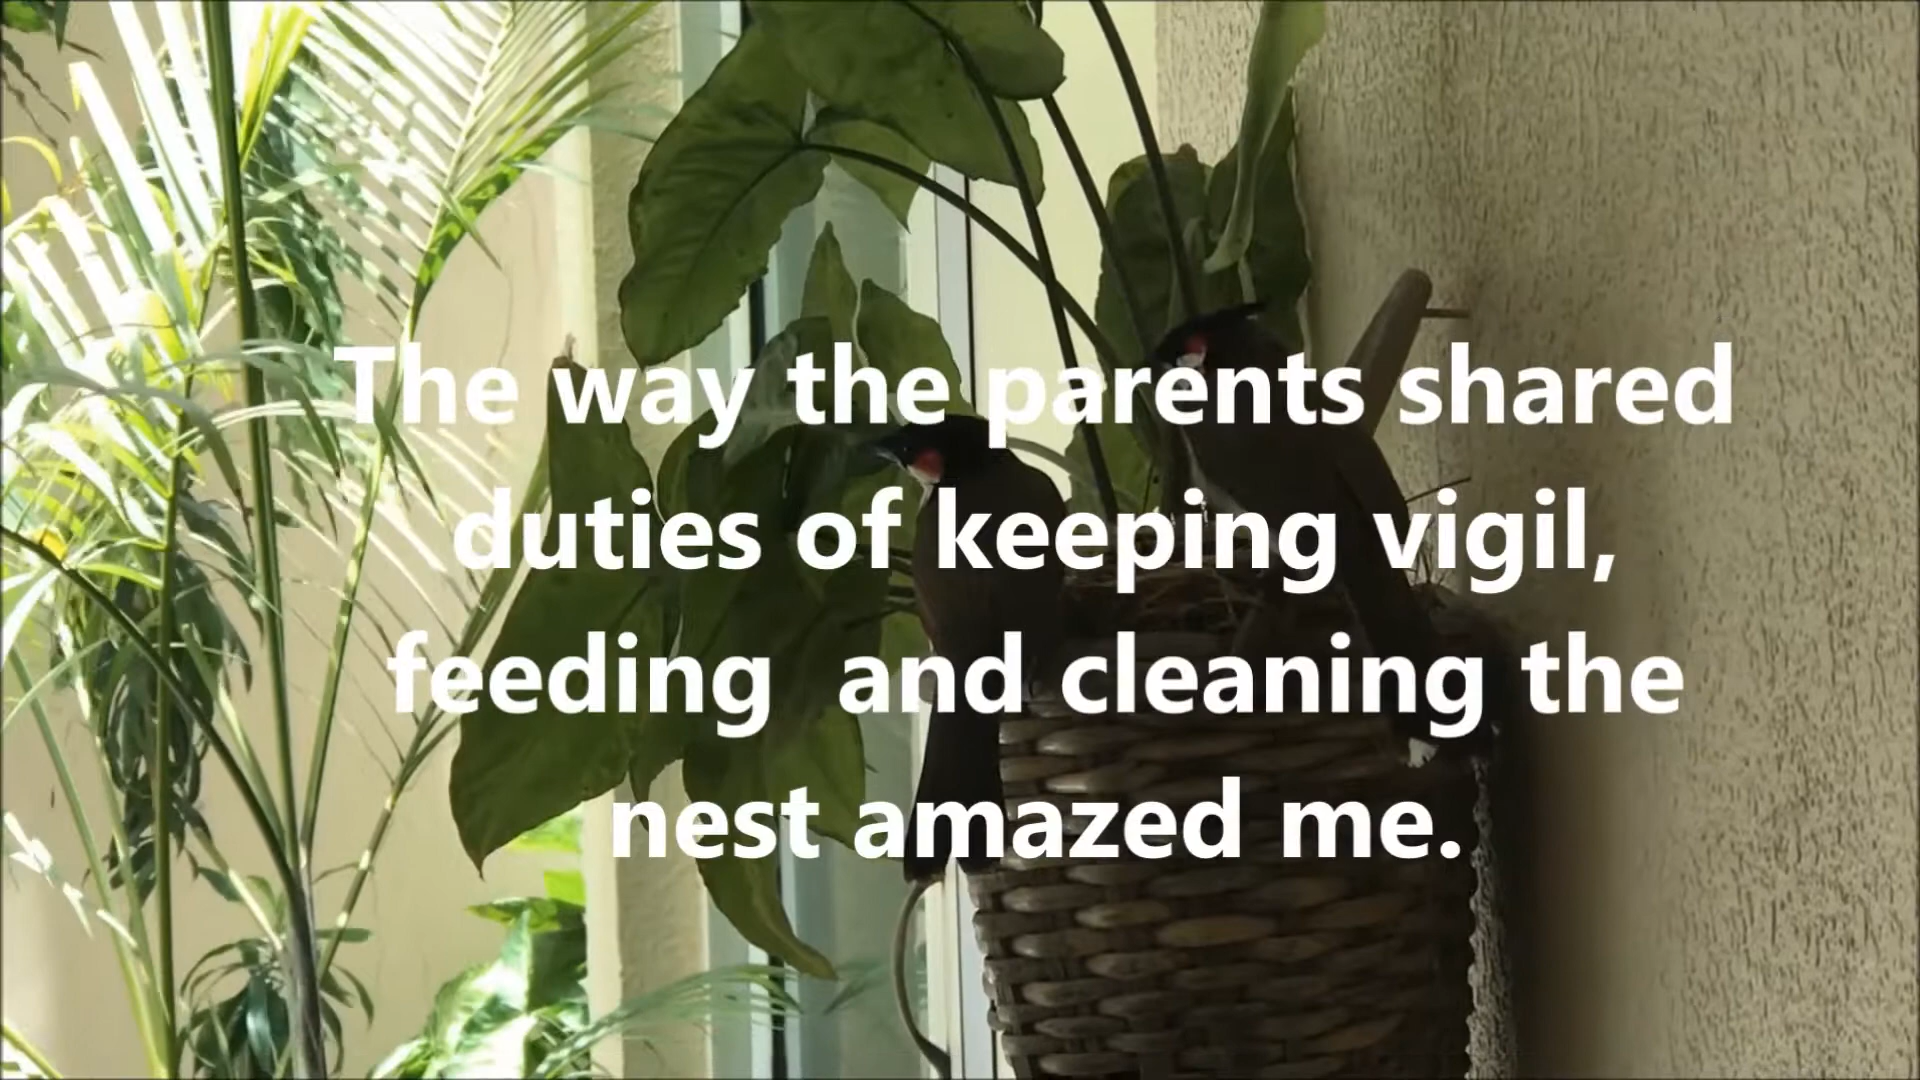 The way the parents shared
duties of keeping vigil,
feeding  and cleaning the
nest amazed me.